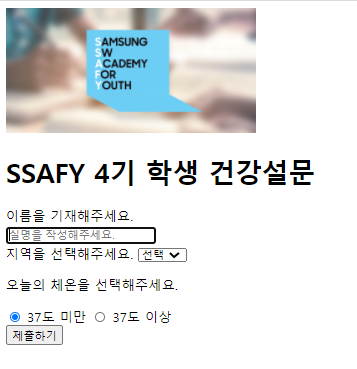 SAMSUNG
SW
ACADEMY
FOR
YOUTH
SSAFY 4기 학생 건강설문
이름을 기재해주세요.
실명을 작성해주세요.
지역을 선택해주세요. 선택
오늘의 체온을 선택해주세요.
37도 미만 37도 이상
제출하기